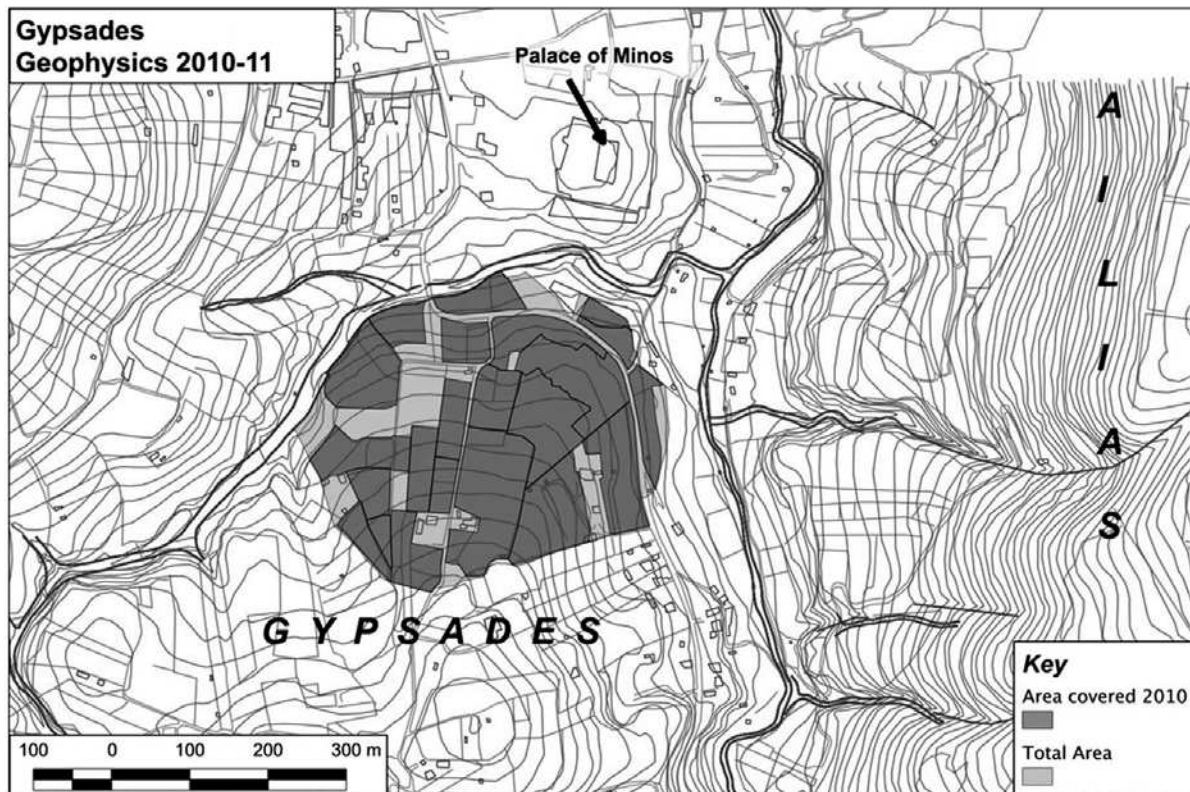 Gypsades
Geophysics 2010-11
Palace of Minos
AILIAS
GYPSADES
Key
Area covered 2010
Total Area
100 0 100 200 300 m